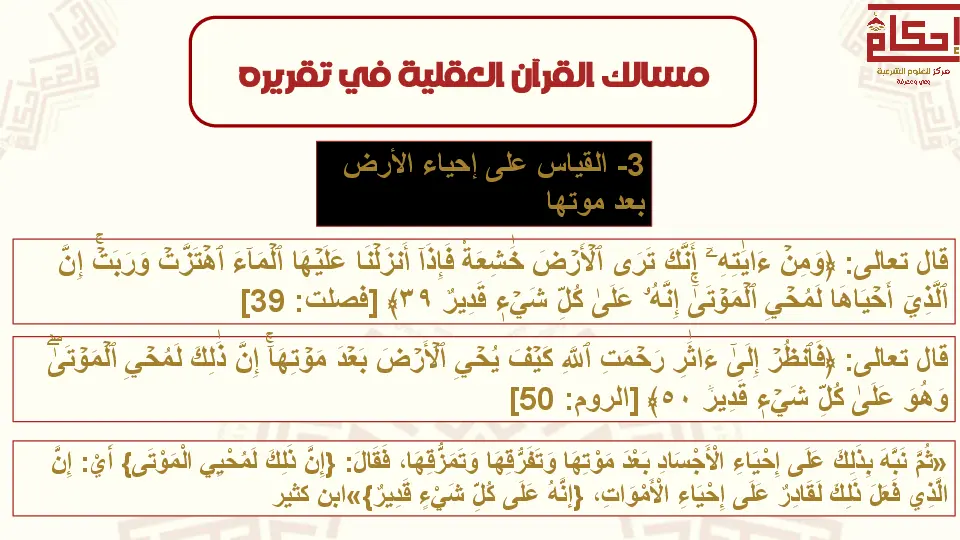 إحكام
مركز للعلوم الشرعية
وعي ومعرفة
مسالك القرآن العقلية في تقريره
3- القياس على إحياء الأرض
بعد موتها
قال تعالى: ﴿وَمِنۡ ءَايَٰتِهِۦٓ أَنَّكَ تَرَى ٱلۡأَرۡضَ خَٰشِعَةٗ فَإِذَآ أَنزَلۡنَا عَلَيۡهَا ٱلۡمَآءَ ٱهۡتَزَّتۡ وَرَبَتۡۚ إِنَّ
ٱلَّذِيٓ أَحۡيَاهَا لَمُحۡيِ ٱلۡمَوۡتَىٰٓۚ إِنَّهُۥ عَلَىٰ كُلِّ شَيۡءٖ قَدِيرٌ ٣٩﴾ [فصلت: 39]
قال تعالى: ﴿فَٱنظُرۡ إِلَىٰٓ ءَاثَٰرِ رَحۡمَتِ ٱللَّهِ كَيۡفَ يُحۡيِ ٱلۡأَرۡضَ بَعۡدَ مَوۡتِهَآۚ إِنَّ ذَٰلِكَ لَمُحۡيِ ٱلۡمَوۡتَىٰۖ
وَهُوَ عَلَىٰ كُلِّ شَيۡءٖ قَدِيرٞ ٥٠﴾ [الروم: 50]
«ثُمَّ نَبَّهَ بِذَلِكَ عَلَى إِحْيَاءِ الْأَجْسَادِ بَعْدَ مَوْتِهَا وَتَفَرُّقِهَا وَتَمَزُّقِهَا، فَقَالَ: {إِنَّ ذَلِكَ لَمُحْيِي الْمَوْتَى} أَيْ: إِنَّ
الَّذِي فَعَلَ ذَلِكَ لَقَادِرٌ عَلَى إِحْيَاءِ الْأَمْوَاتِ، {إِنَّهُ عَلَى كُلِّ شَيْءٍ قَدِيرٌ}»ابن كثير